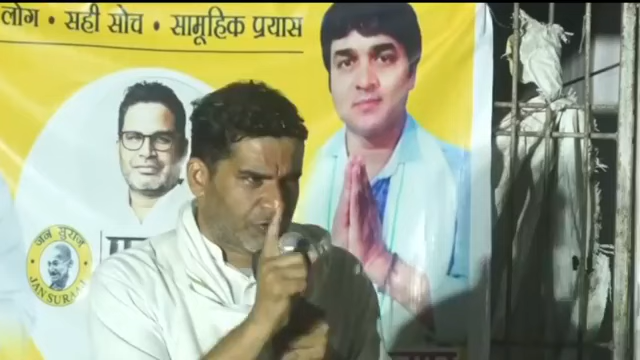 लोग • सही सोच • सामूहिक प्रयास
जन सुराज
JAN SURAAJ